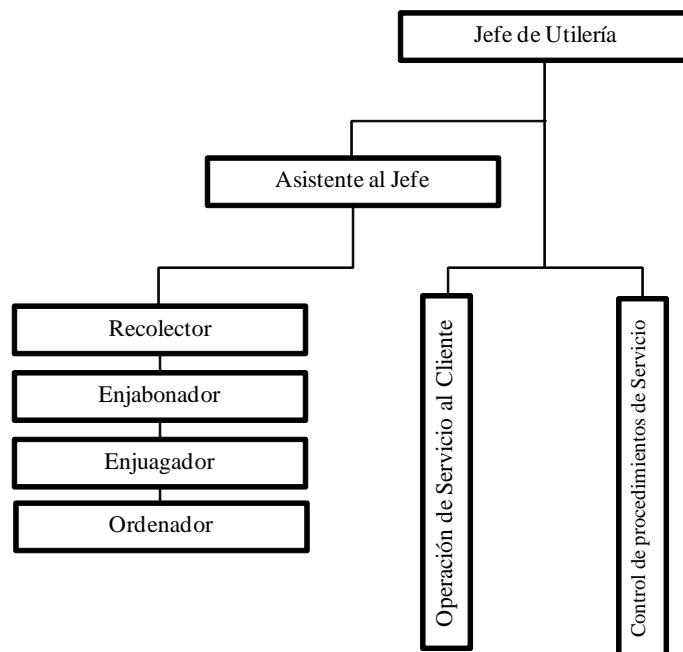 Jefe de Utilería
Asistente al Jefe
Recolector
Enjabonador
Enjuagador
Ordenador
Operación de Servicio al Cliente
Control de procedimientos de Servicio